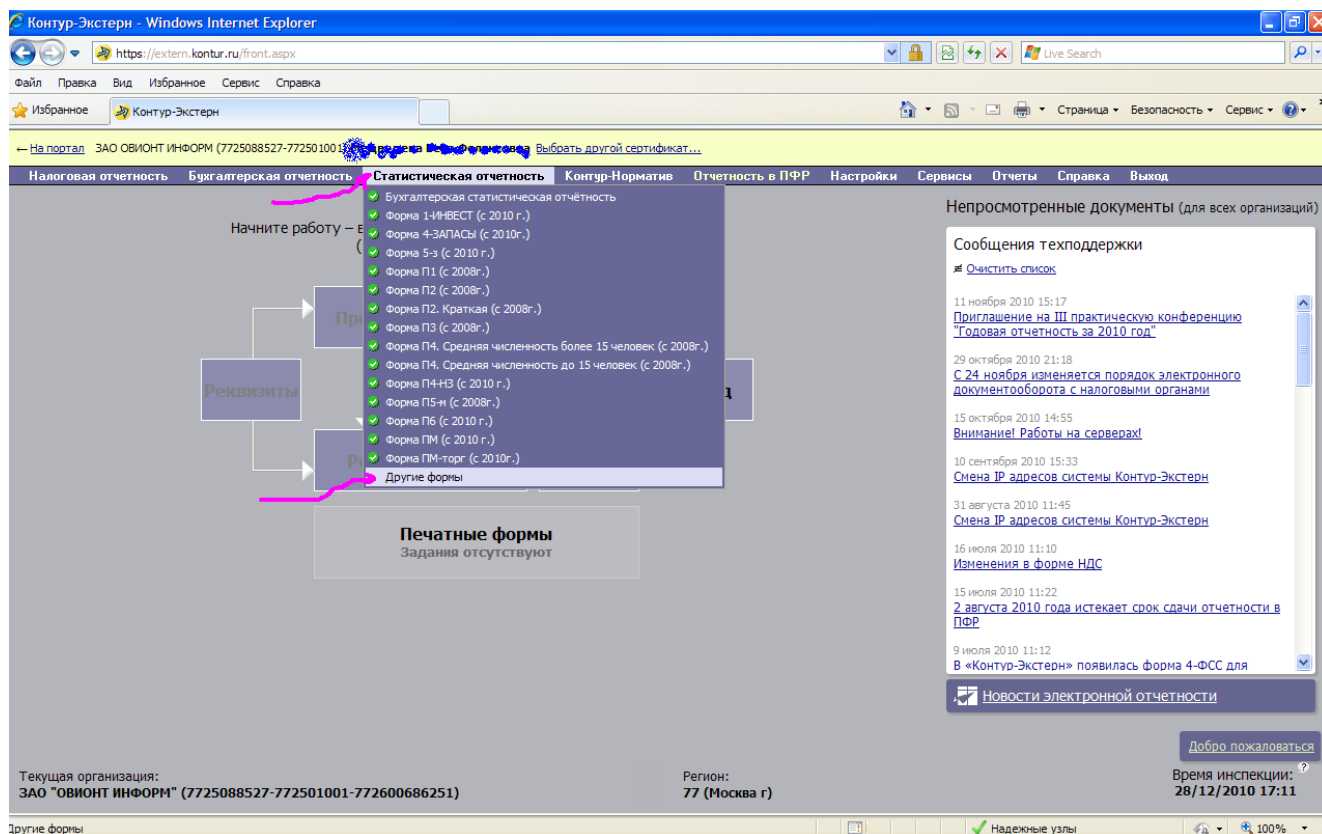 Контур-Экстерн - Windows Internet Explorer
https://extern.kontur.ru/front.aspx
Live Search
Файл Правка Вид Избранное Сервис Справка
Избранное Контур-Экстерн Страница Безопасность Сервис
← На портал ЗАО ОВИОНТ ИНФОРМ (7725088527-772501001) Выбрать другой сертификат...
Налоговая отчетность Бухгалтерская отчетность Статистическая отчетность Контур-Норматив Отчетность в ПФР Настройки Сервисы Отчеты Справка Выход
Начните работу – в
(
Реквизиты
Бухгалтерская статистическая отчётность
Форма 1-ИНВЕСТ (с 2010 г.)
Форма 4-ЗАПАСЫ (с 2010г.)
Форма 5-з (с 2010 г.)
Форма П1 (с 2008г.)
Форма П2 (с 2008г.)
Форма П2. Краткая (с 2008г.)
Форма П3 (с 2008г.)
Форма П4. Средняя численность более 15 человек (с 2008г.)
Форма П4. Средняя численность до 15 человек (с 2008г.)
Форма П4-НЗ (с 2010 г.)
Форма П5-м (с 2008г.)
Форма П6 (с 2010 г.)
Форма ПМ (с 2010 г.)
Форма ПМ-торг (с 2010г.)
Другие формы
Печатные формы
Задания отсутствуют
Непросмотренные документы (для всех организаций)
Сообщения техподдержки
Очистить список
11 ноября 2010 15:17
Приглашение на III практическую конференцию
"Годовая отчетность за 2010 год"
29 октября 2010 21:18
С 24 ноября изменяется порядок электронного
документооборота с налоговыми органами
15 октября 2010 14:55
Внимание! Работы на серверах!
10 сентября 2010 15:33
Смена IP адресов системы Контур-Экстерн
31 августа 2010 11:45
Смена IP адресов системы Контур-Экстерн
16 июля 2010 11:10
Изменения в форме НДС
15 июля 2010 11:22
2 августа 2010 года истекает срок сдачи отчетности в
ПФР
9 июля 2010 11:12
В «Контур-Экстерн» появилась форма 4-ФСС для
Новости электронной отчетности
Добро пожаловаться
Текущая организация:
ЗАО "ОВИОНТ ИНФОРМ" (7725088527-772501001-772600686251)
Регион:
77 (Москва г)
Время инспекции: ?
28/12/2010 17:11
Другие формы Надежные узлы 100%